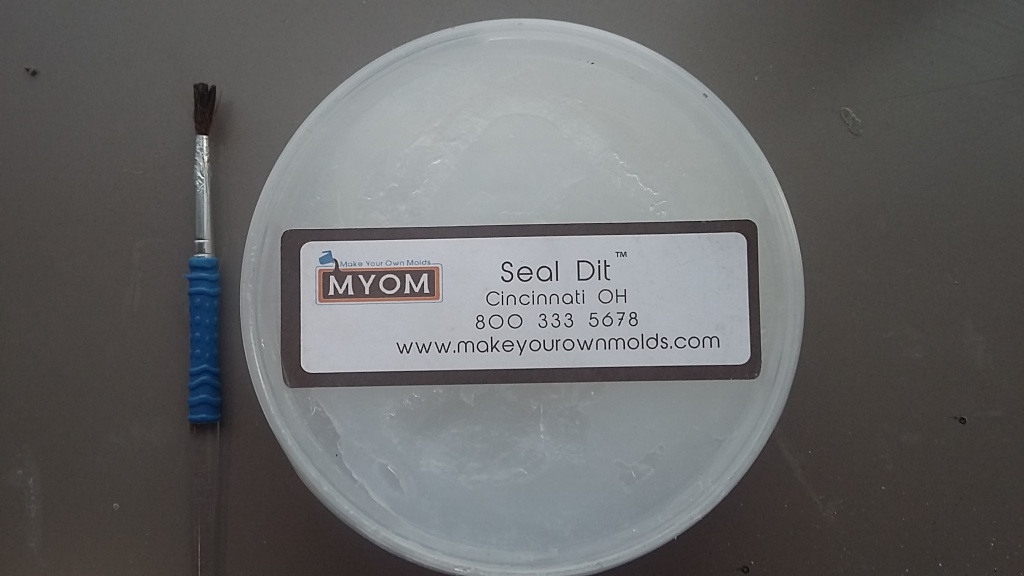 Make Your Own Molds
MYOM
Seal Dit™
Cincinnati OH
800 333 5678
www.makeyourownmolds.com